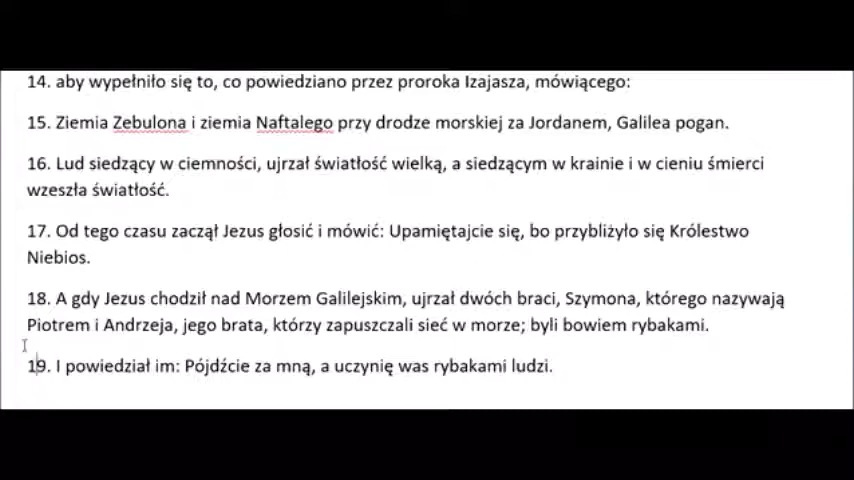 14. aby wypełniło się to, co powiedziano przez proroka Izajasza, mówiącego:
15. Ziemia Zebulona i ziemia Naftalego przy drodze morskiej za Jordanem, Galilea pogan.
16. Lud siedzący w ciemności, ujrzał światłość wielką, a siedzącym w krainie i w cieniu śmierci
wzeszła światłość.
17. Od tego czasu zaczął Jezus głosić i mówić: Upamiętajcie się, bo przybliżyło się Królestwo
Niebios.
18. A gdy Jezus chodził nad Morzem Galilejskim, ujrzał dwóch braci, Szymona, którego nazywają
Piotrem i Andrzeja, jego brata, którzy zapuszczali sieć w morze; byli bowiem rybakami.
19. I powiedział im: Pójdźcie za mną, a uczynię was rybakami ludzi.